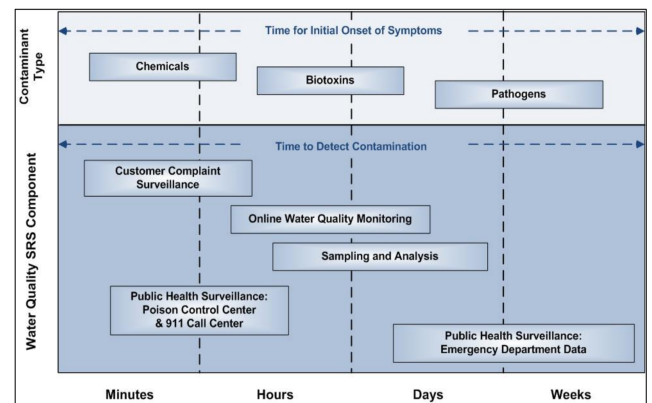 Contaminant
Type
Time for Initial Onset of Symptoms
Chemicals
Biotoxins
Pathogens
Water Quality SRS Component
Time to Detect Contamination
Customer Complaint
Surveillance
Online Water Quality Monitoring
Sampling and Analysis
Public Health Surveillance:
Poison Control Center
& 911 Call Center
Public Health Surveillance:
Emergency Department Data
Minutes
Hours
Days
Weeks